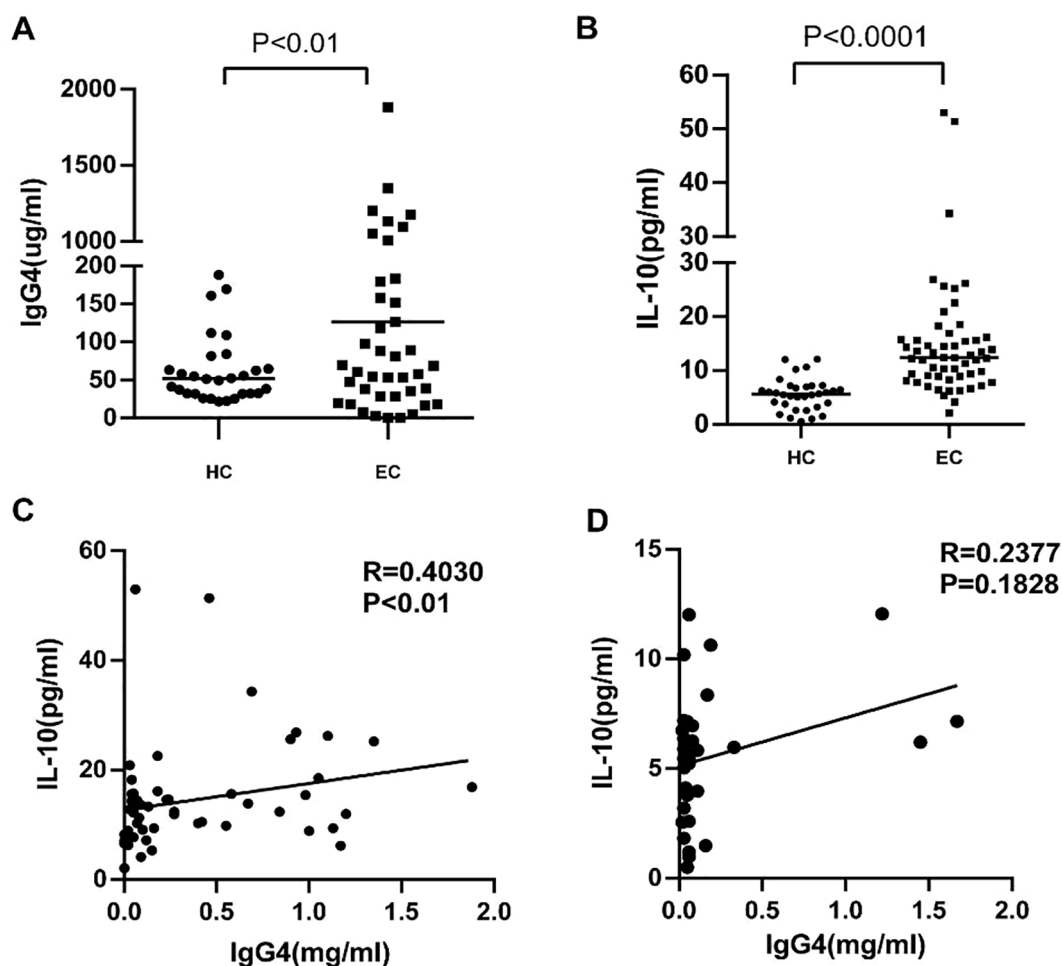 A
P<0.01
IgG4(ug/ml)
2000
1500
1000
200
150
100
50
0
HC
EC
B
P<0.0001
IL-10(pg/ml)
60
50
40
30
30
20
10
0
HC
EC
C
R=0.4030
P<0.01
IL-10(pg/ml)
60
40
20
0
0.0
0.5
1.0
1.5
2.0
IgG4(mg/ml)
D
R=0.2377
P=0.1828
IL-10(pg/ml)
15
10
5
0
0.0
0.5
1.0
1.5
2.0
IgG4(mg/ml)